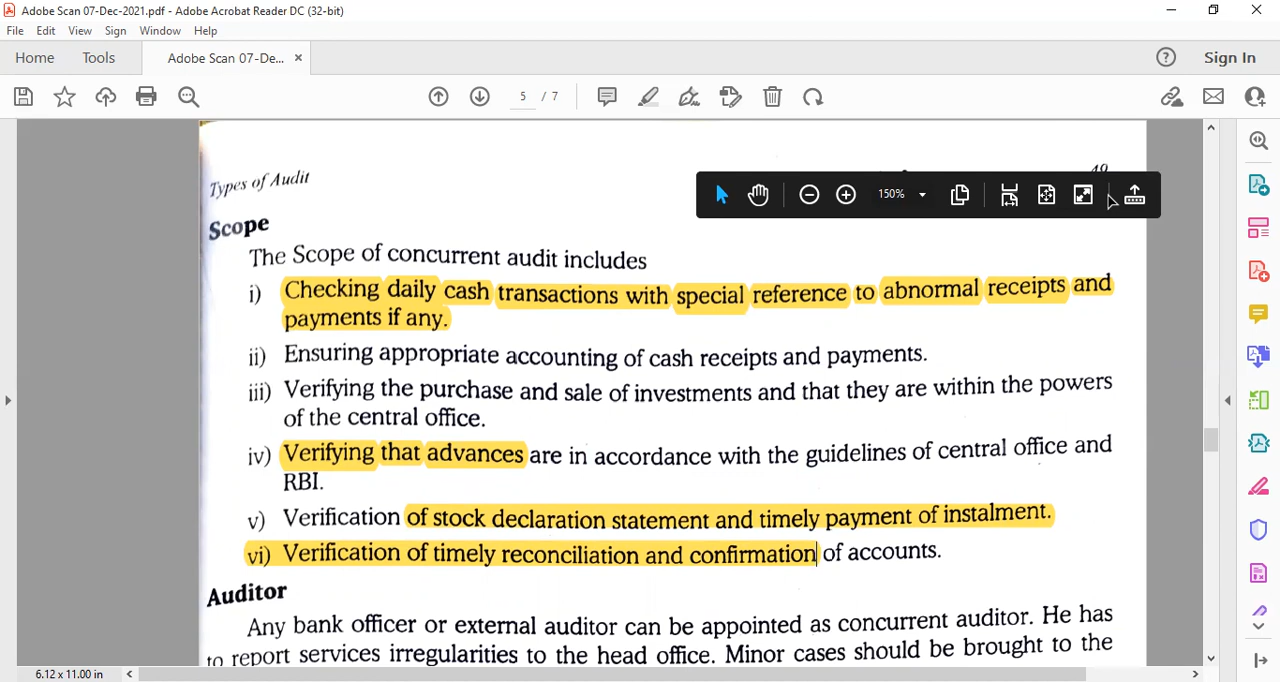 Adobe Scan 07-Dec-2021.pdf - Adobe Acrobat Reader DC (32-bit)
File Edit View Sign Window Help
Home Tools Adobe Scan 07-De... × Sign In
5 / 7
Types of Audit 49
150%
Scope
The Scope of concurrent audit includes
i) Checking daily cash transactions with special reference to abnormal receipts and
payments if any.
ii) Ensuring appropriate accounting of cash receipts and payments.
iii) Verifying the purchase and sale of investments and that they are within the powers
of the central office.
iv) Verifying that advances are in accordance with the guidelines of central office and
RBI.
v) Verification of stock declaration statement and timely payment of instalment.
vi) Verification of timely reconciliation and confirmation of accounts.
Auditor
Any bank officer or external auditor can be appointed as concurrent auditor. He has
to report services irregularities to the head office. Minor cases should be brought to the
6.12 x 11.00 in